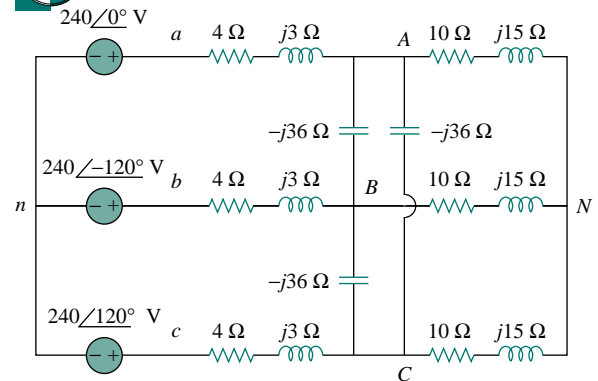 240/0° V
a
4 Ω
j3 Ω
A
10 Ω
j15 Ω
− +
−j36 Ω
−j36 Ω
240/−120° V
b
4 Ω
j3 Ω
B
10 Ω
j15 Ω
n
− +
N
−j36 Ω
240/120° V
c
4 Ω
j3 Ω
10 Ω
j15 Ω
− +
C